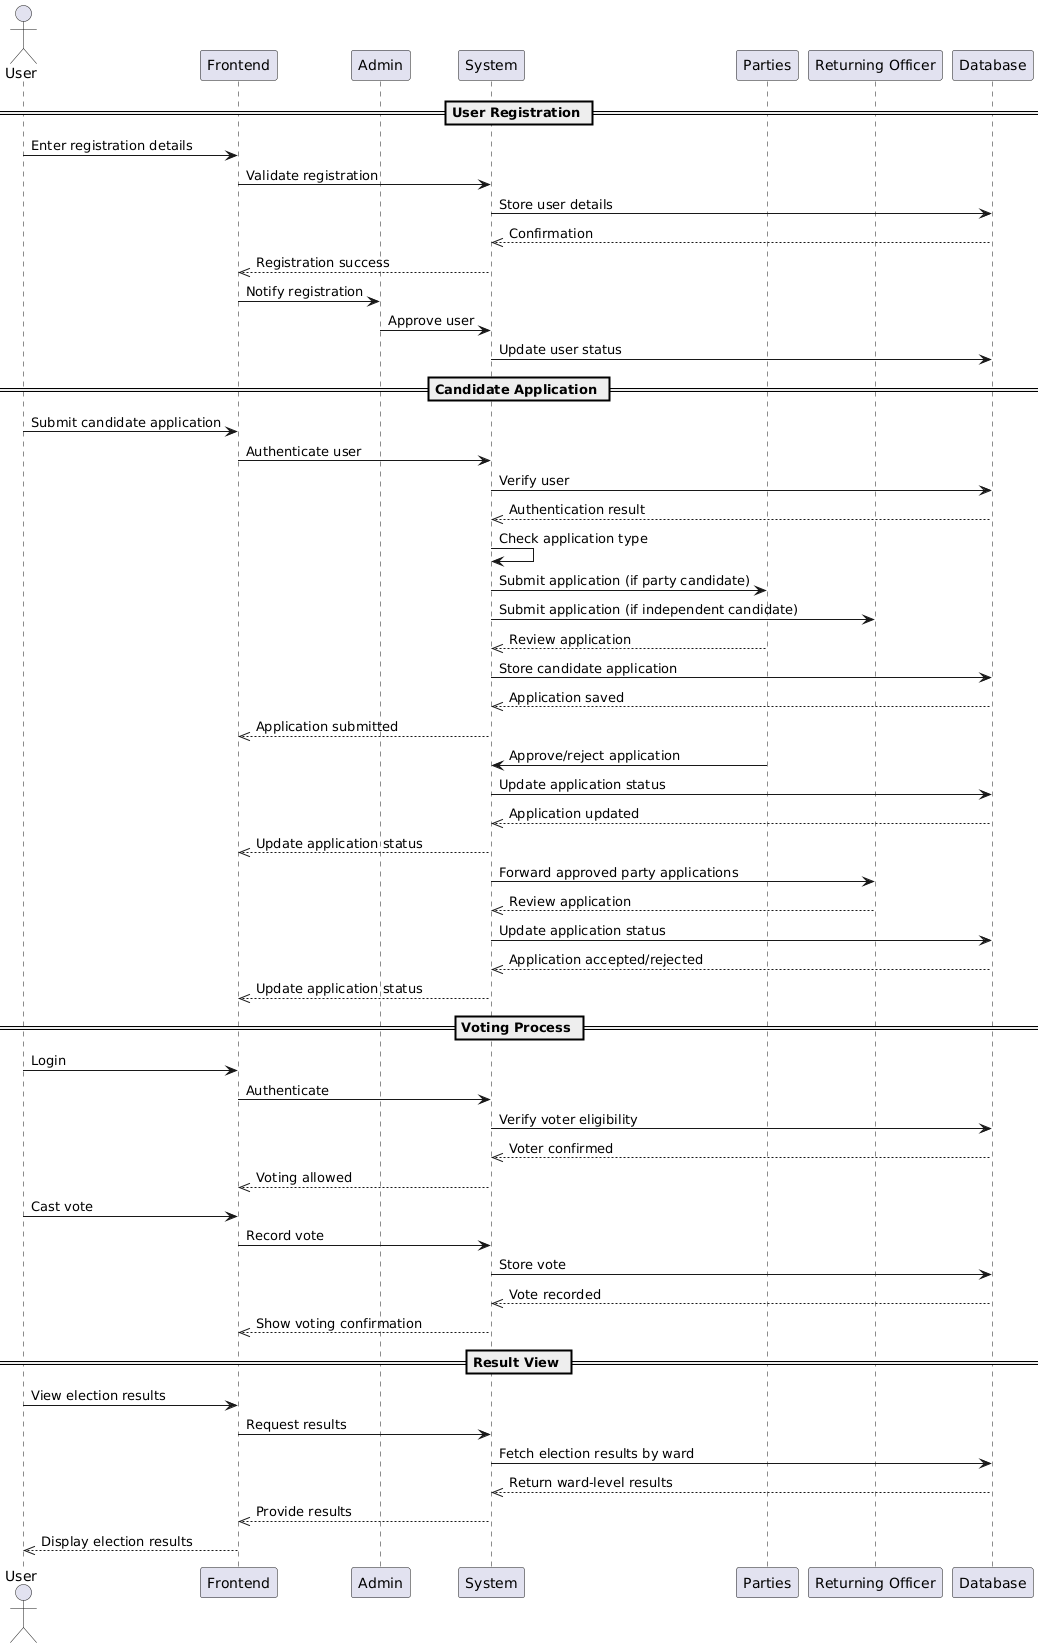 User
Frontend
Admin
System
Parties
Returning Officer
Database
User Registration
Enter registration details
Validate registration
Store user details
Confirmation
Registration success
Notify registration
Approve user
Update user status
Candidate Application
Submit candidate application
Authenticate user
Verify user
Authentication result
Check application type
Submit application (if party candidate)
Submit application (if independent candidate)
Review application
Store candidate application
Application saved
Application submitted
Approve/reject application
Update application status
Application updated
Update application status
Forward approved party applications
Review application
Update application status
Application accepted/rejected
Update application status
Voting Process
Login
Authenticate
Verify voter eligibility
Voter confirmed
Voting allowed
Cast vote
Record vote
Store vote
Vote recorded
Show voting confirmation
Result View
View election results
Request results
Fetch election results by ward
Return ward-level results
Provide results
Display election results
User
Frontend
Admin
System
Parties
Returning Officer
Database